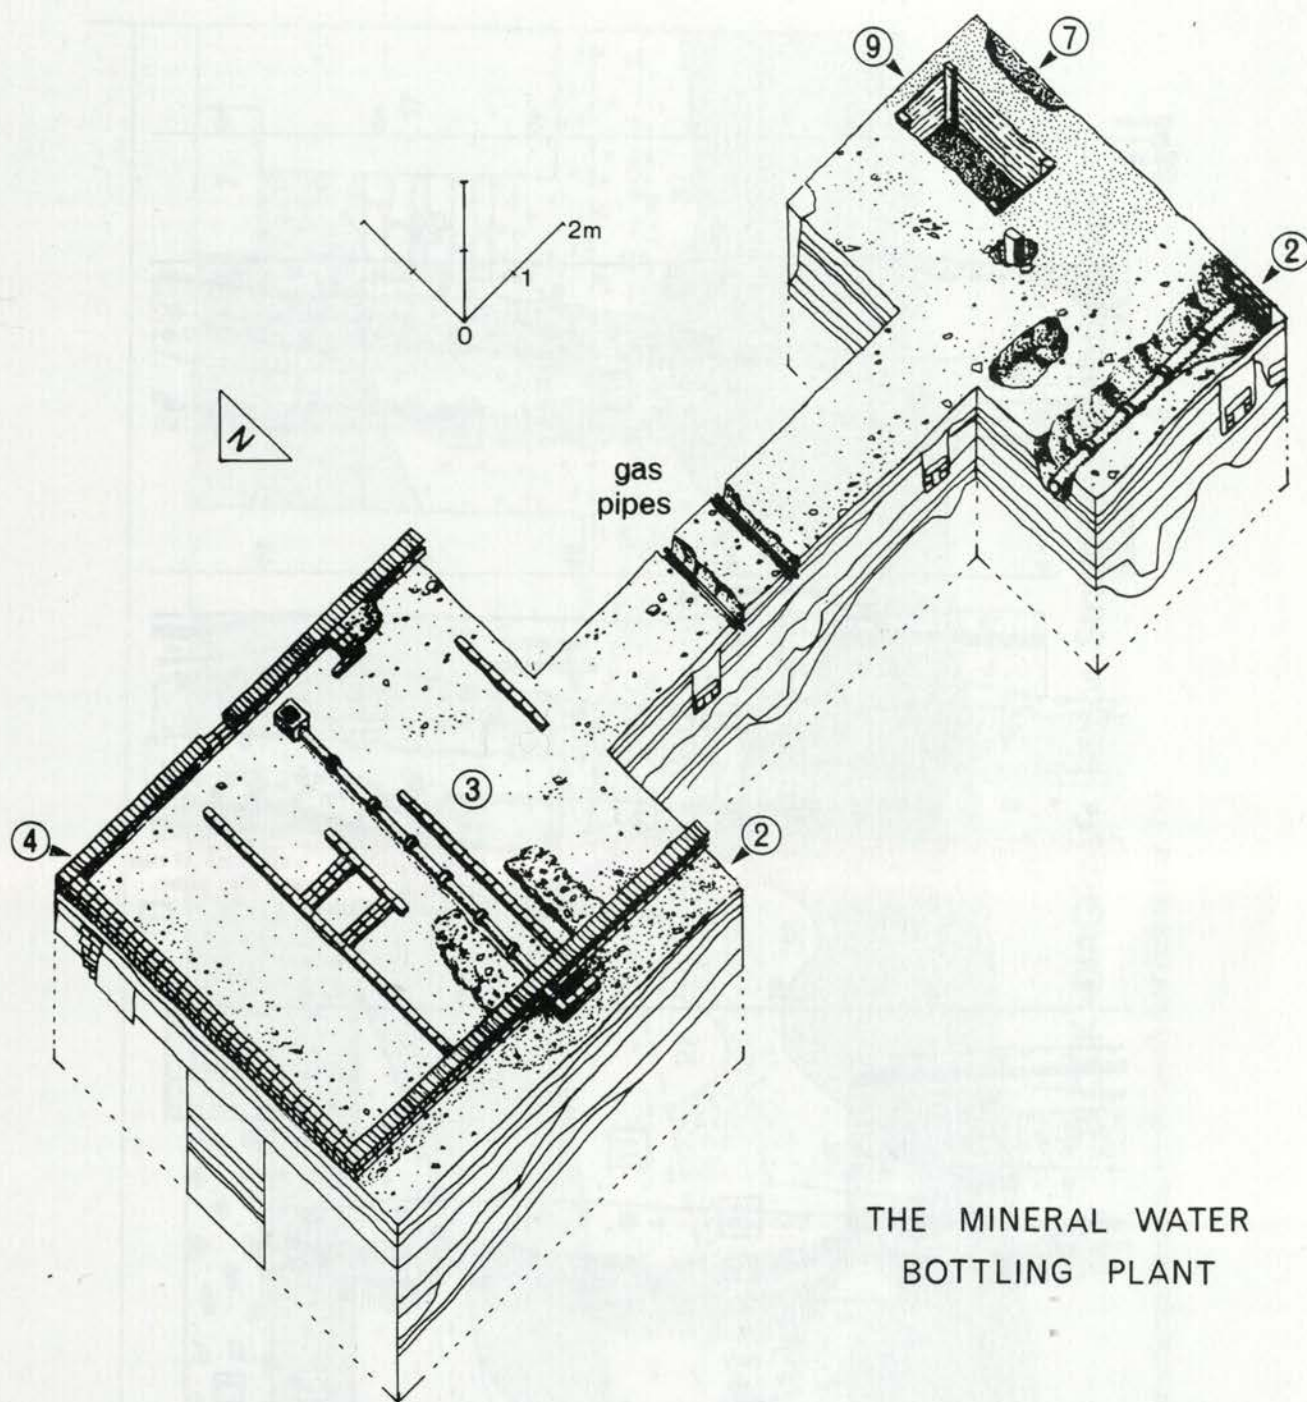 ⑨
⑦
2m
1
0
②
N
gas
pipes
③
④
②
THE MINERAL WATER
BOTTLING PLANT